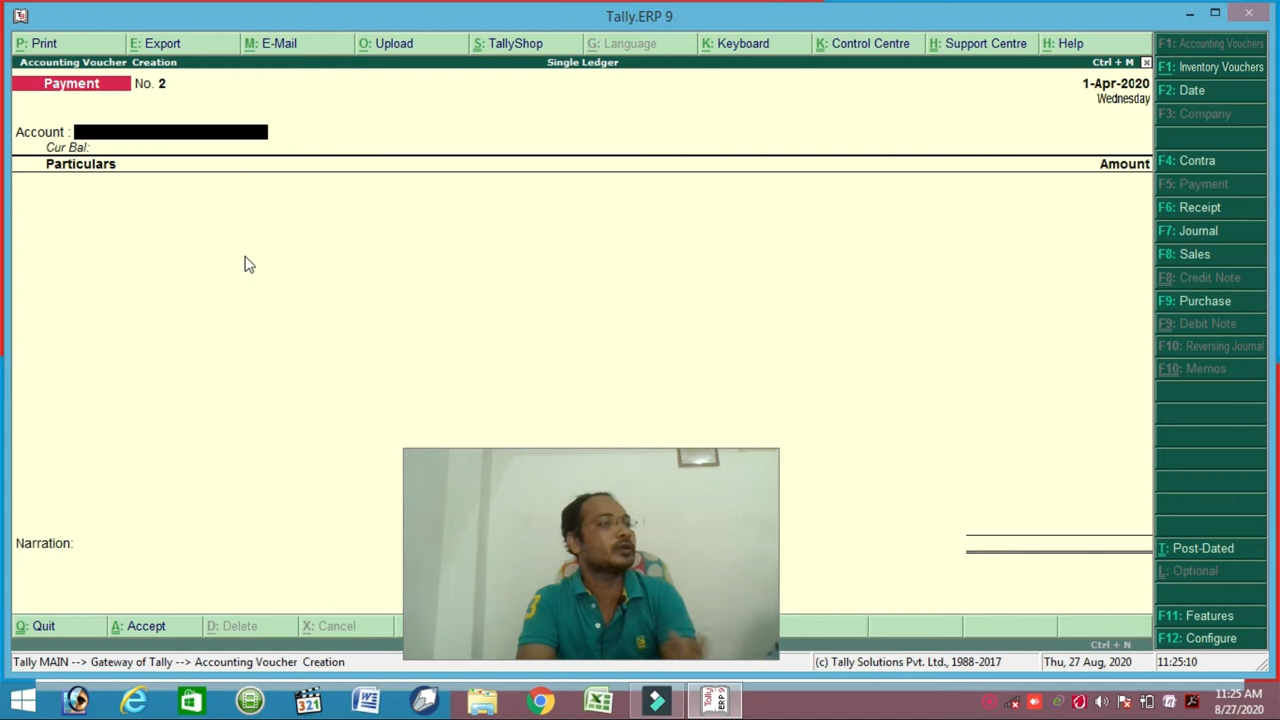 Tally.ERP 9
P: Print
E: Export
M: E-Mail
O: Upload
S: TallyShop
G: Language
K: Keyboard
K: Control Centre
H: Support Centre
H: Help
Accounting Voucher Creation
Single Ledger
Ctrl + M
Payment No. 2
1-Apr-2020
Wednesday
Account :
Cur Bal:
Particulars
Amount
Narration:
F1: Accounting Vouchers
F1: Inventory Vouchers
F2: Date
F3: Company
F4: Contra
F5: Payment
F6: Receipt
F7: Journal
F8: Sales
F8: Credit Note
F9: Purchase
F9: Debit Note
F10: Reversing Journal
F10: Memos
T: Post-Dated
L: Optional
F11: Features
F12: Configure
Q: Quit
A: Accept
D: Delete
X: Cancel
Ctrl + N
Tally MAIN --> Gateway of Tally --> Accounting Voucher Creation
(c) Tally Solutions Pvt. Ltd., 1988-2017
Thu, 27 Aug, 2020
11:25:10
321
11:25 AM
8/27/2020